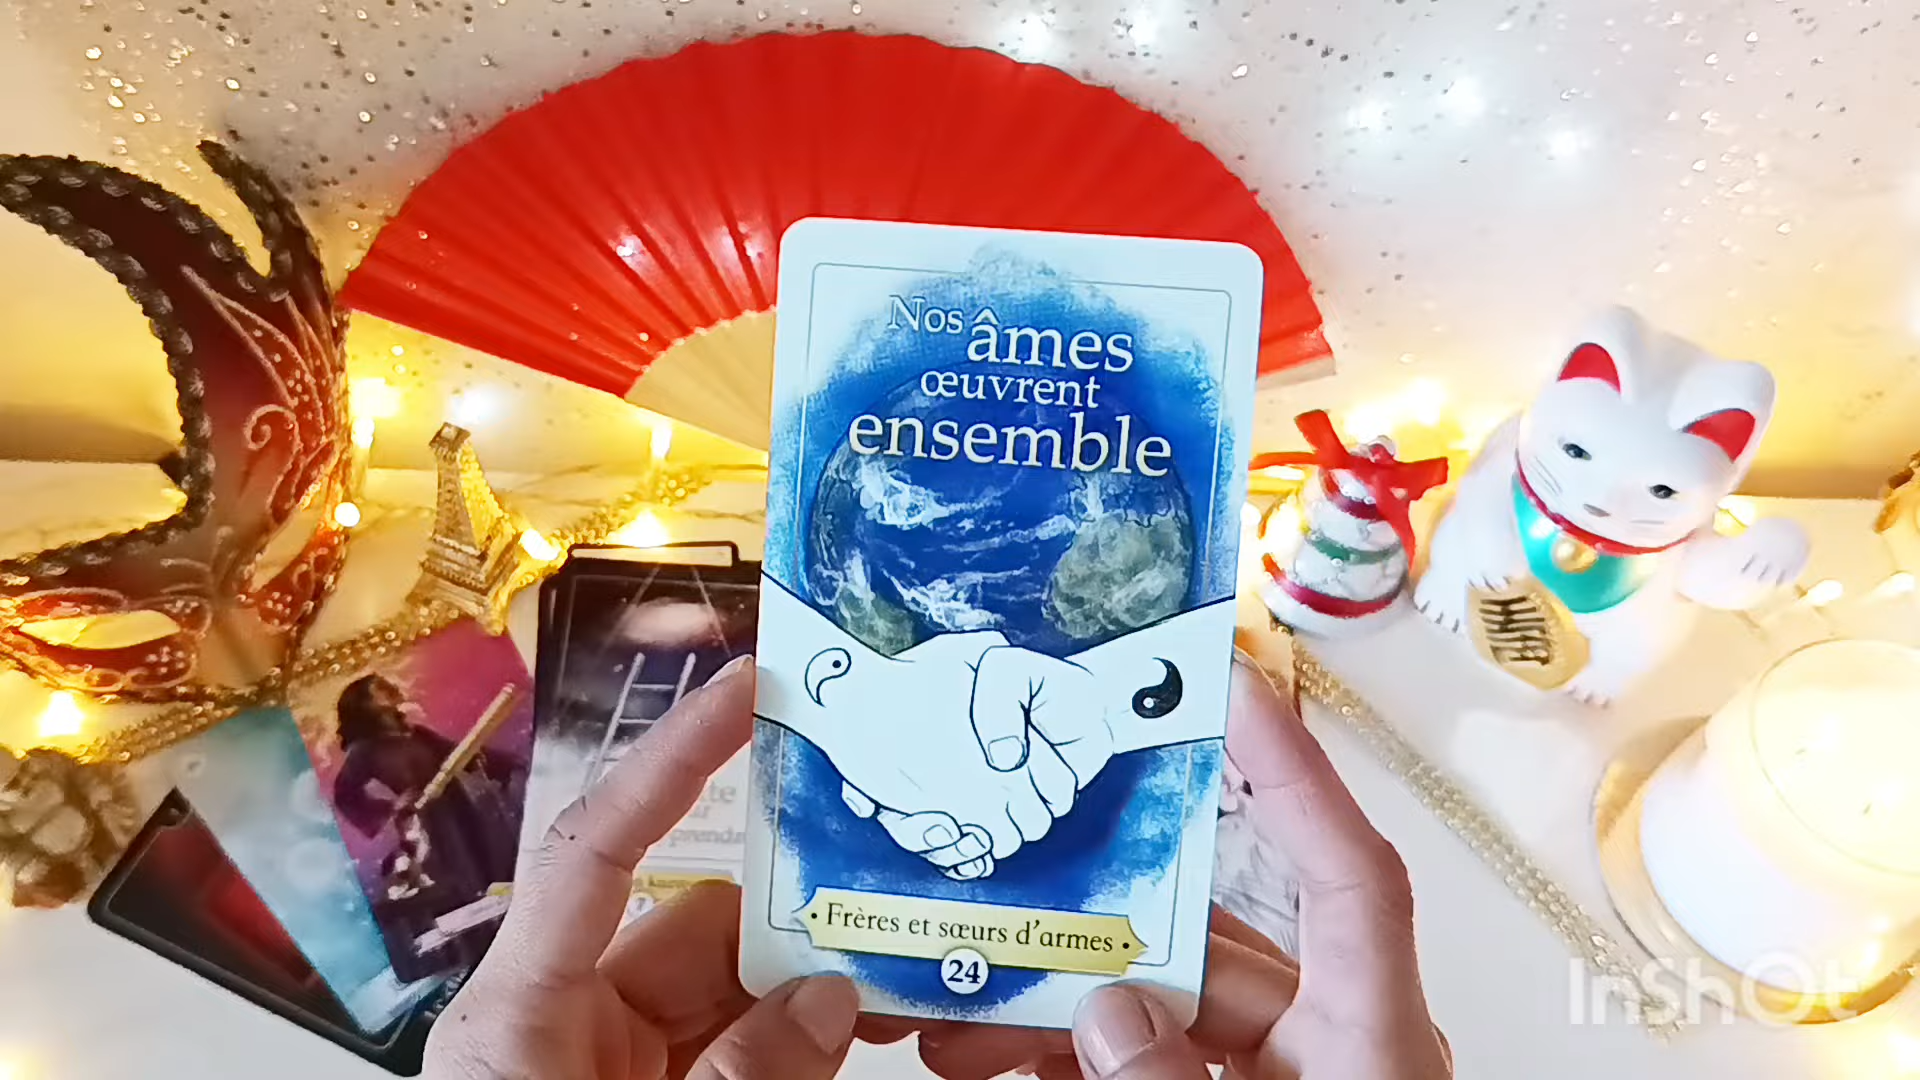 Nos âmes
œuvrent
ensemble
• Frères et sœurs d'armes •
24
InShOt